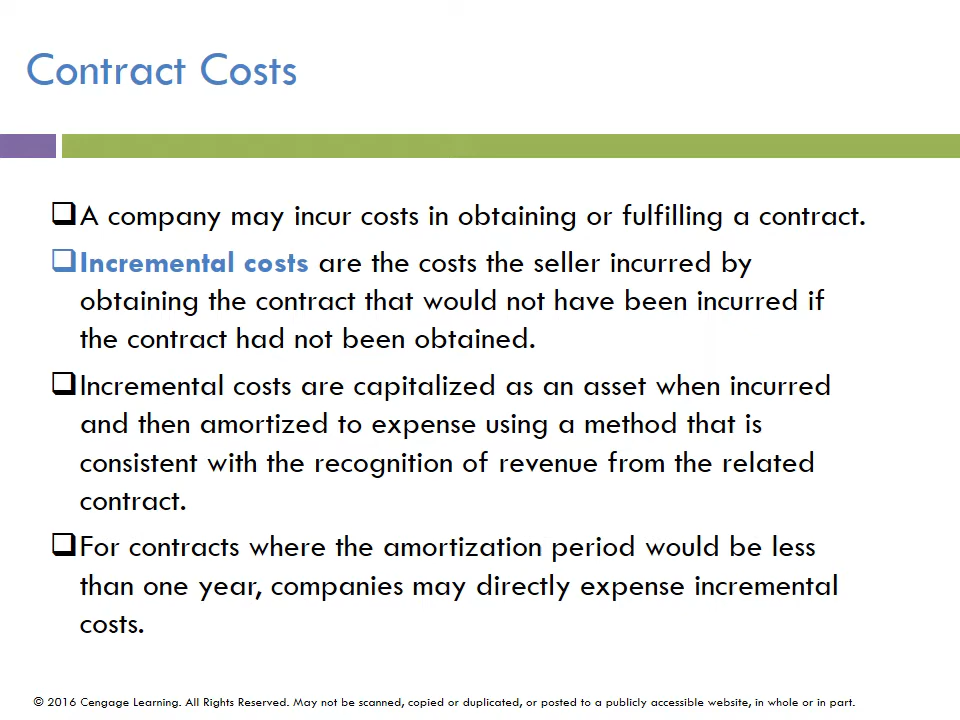 Contract Costs
❑A company may incur costs in obtaining or fulfilling a contract.
❑Incremental costs are the costs the seller incurred by
obtaining the contract that would not have been incurred if
the contract had not been obtained.
❑Incremental costs are capitalized as an asset when incurred
and then amortized to expense using a method that is
consistent with the recognition of revenue from the related
contract.
❑For contracts where the amortization period would be less
than one year, companies may directly expense incremental
costs.
© 2016 Cengage Learning. All Rights Reserved. May not be scanned, copied or duplicated, or posted to a publicly accessible website, in whole or in part.